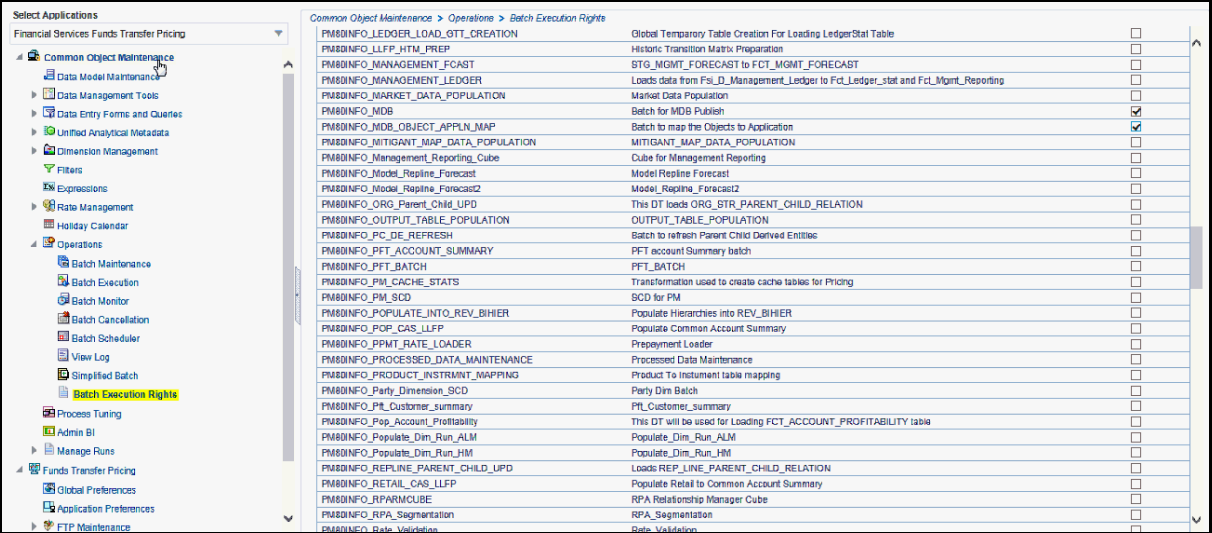 Select Applications
Financial Services Funds Transfer Pricing
Common Object Maintenance
Data Model Maintenance
Data Management Tools
Data Entry Forms and Queries
Unified Analytical Metadata
Dimension Management
Filters
Expressions
Rate Management
Holiday Calendar
Operations
Batch Maintenance
Batch Execution
Batch Monitor
Batch Cancellation
Batch Scheduler
View Log
Simplified Batch
Batch Execution Rights
Process Tuning
Admin BI
Manage Runs
Funds Transfer Pricing
Global Preferences
Application Preferences
FTP Maintenance
Common Object Maintenance > Operations > Batch Execution Rights
PM80INFO_LEDGER_LOAD_GTT_CREATION Global Temparory Table Creation For Loading LedgerStat Table
PM80INFO_LLFP_HTM_PREP Historic Transition Matrix Preparation
PM80INFO_MANAGEMENT_FCAST STG_MGMT_FORECAST to FCT_MGMT_FORECAST
PM80INFO_MANAGEMENT_LEDGER Loads data from Fsi_D_Management_Ledger to Fct_Ledger_stat and Fct_Mgmt_Reporting
PM80INFO_MARKET_DATA_POPULATION Market Data Population
PM80INFO_MDB Batch for MDB Publish
PM80INFO_MDB_OBJECT_APPLN_MAP Batch to map the Objects to Application
PM80INFO_MITIGANT_MAP_DATA_POPULATION MITIGANT_MAP_DATA_POPULATION
PM80INFO_Management_Reporting_Cube Cube for Management Reporting
PM80INFO_Model_Repline_Forecast Model Repline Forecast
PM80INFO_Model_Repline_Forecast2 Model_Repline_Forecast2
PM80INFO_ORG_Parent_Child_UPD This DT loads ORG_STR_PARENT_CHILD_RELATION
PM80INFO_OUTPUT_TABLE_POPULATION OUTPUT_TABLE_POPULATION
PM80INFO_PC_DE_REFRESH Batch to refresh Parent Child Derived Entities
PM80INFO_PFT_ACCOUNT_SUMMARY PFT account Summary batch
PM80INFO_PFT_BATCH PFT_BATCH
PM80INFO_PM_CACHE_STATS Transformation used to create cache tables for Pricing
PM80INFO_PM_SCD SCD for PM
PM80INFO_POPULATE_INTO_REV_BIHIER Populate Hierarchies into REV_BIHIER
PM80INFO_POP_CAS_LLFP Populate Common Account Summary
PM80INFO_PPMT_RATE_LOADER Prepayment Loader
PM80INFO_PROCESSED_DATA_MAINTENANCE Processed Data Maintenance
PM80INFO_PRODUCT_INSTRMNT_MAPPING Product To Instument table mapping
PM80INFO_Party_Dimension_SCD Party Dim Batch
PM80INFO_Pft_Customer_summary Pft_Customer_summary
PM80INFO_Pop_Account_Profitability This DT will be used for Loading FCT_ACCOUNT_PROFITABILITY table
PM80INFO_Populate_Dim_Run_ALM Populate_Dim_Run_ALM
PM80INFO_Populate_Dim_Run_HM Populate_Dim_Run_HM
PM80INFO_REPLINE_PARENT_CHILD_UPD Loads REP_LINE_PARENT_CHILD_RELATION
PM80INFO_RETAIL_CAS_LLFP Populate Retail to Common Account Summary
PM80INFO_RPARMCUBE RPA Relationship Manager Cube
PM80INFO_RPA_Segmentation RPA_Segmentation
PM80INFO_Rate_Validation Rate_Validation